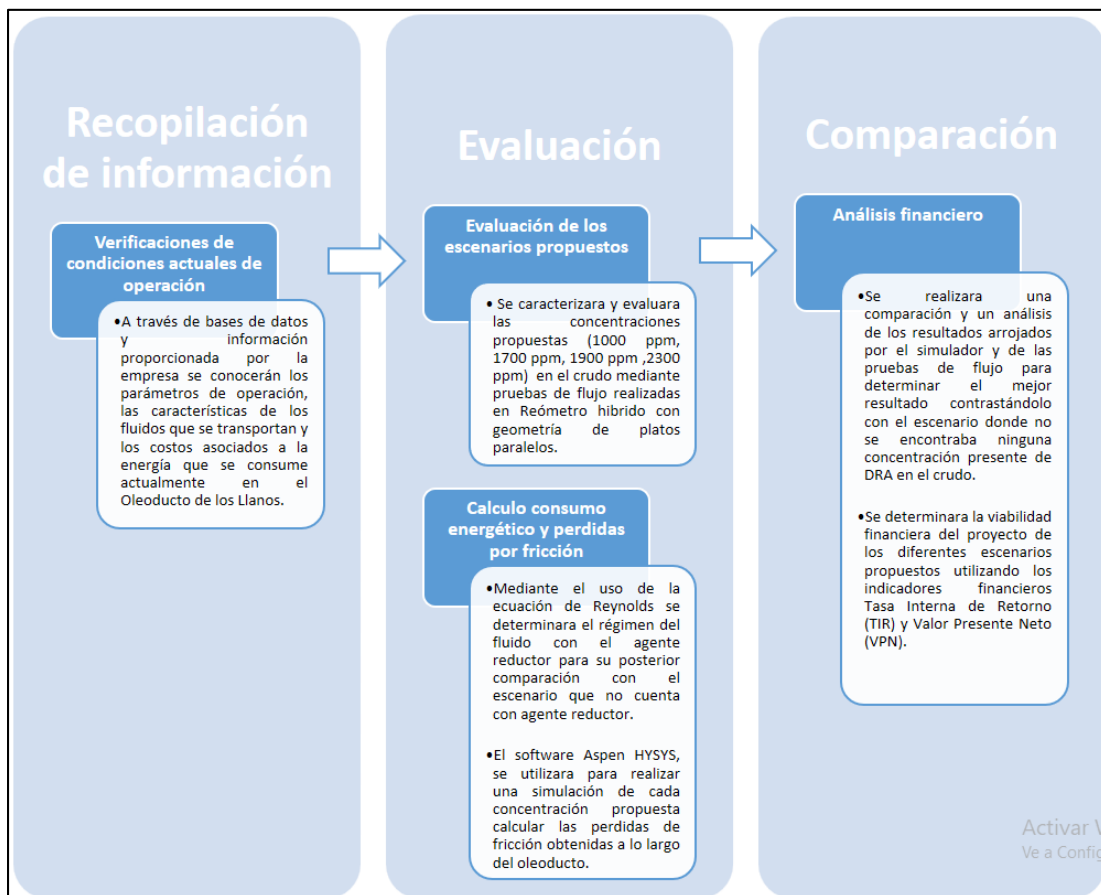 Recopilación
de información
Verificaciones de
condiciones actuales de
operación
•A través de bases de datos
y información
proporcionada por la
empresa se conocerán los
parámetros de operación,
las características de los
fluidos que se transportan y
los costos asociados a la
energía que se consume
actualmente en el
Oleoducto de los Llanos.
Evaluación
Evaluación de los
escenarios propuestos
• Se caracterizara y evaluara
las concentraciones
propuestas (1000 ppm,
1700 ppm, 1900 ppm ,2300
ppm) en el crudo mediante
pruebas de flujo realizadas
en Reómetro hibrido con
geometría de platos
paralelos.
Calculo consumo
energético y perdidas
por fricción
•Mediante el uso de la
ecuación de Reynolds se
determinara el régimen del
fluido con el agente
reductor para su posterior
comparación con el
escenario que no cuenta
con agente reductor.
•El software Aspen HYSYS,
se utilizara para realizar
una simulación de cada
concentración propuesta
calcular las perdidas de
fricción obtenidas a lo largo
del oleoducto.
Comparación
Análisis financiero
•Se realizara una
comparación y un análisis
de los resultados arrojados
por el simulador y de las
pruebas de flujo para
determinar el mejor
resultado contrastándolo
con el escenario donde no
se encontraba ninguna
concentración presente de
DRA en el crudo.
•Se determinara la viabilidad
financiera del proyecto de
los diferentes escenarios
propuestos utilizando los
indicadores financieros
Tasa Interna de Retorno
(TIR) y Valor Presente Neto
(VPN).
Activar
Ve a Config